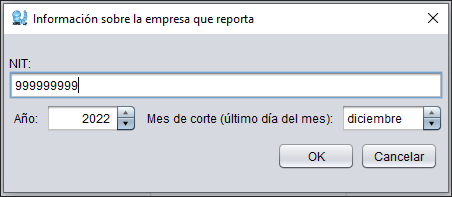 Información sobre la empresa que reporta
NIT:
999999999
Año: 2022 Mes de corte (último día del mes): diciembre
OK Cancelar